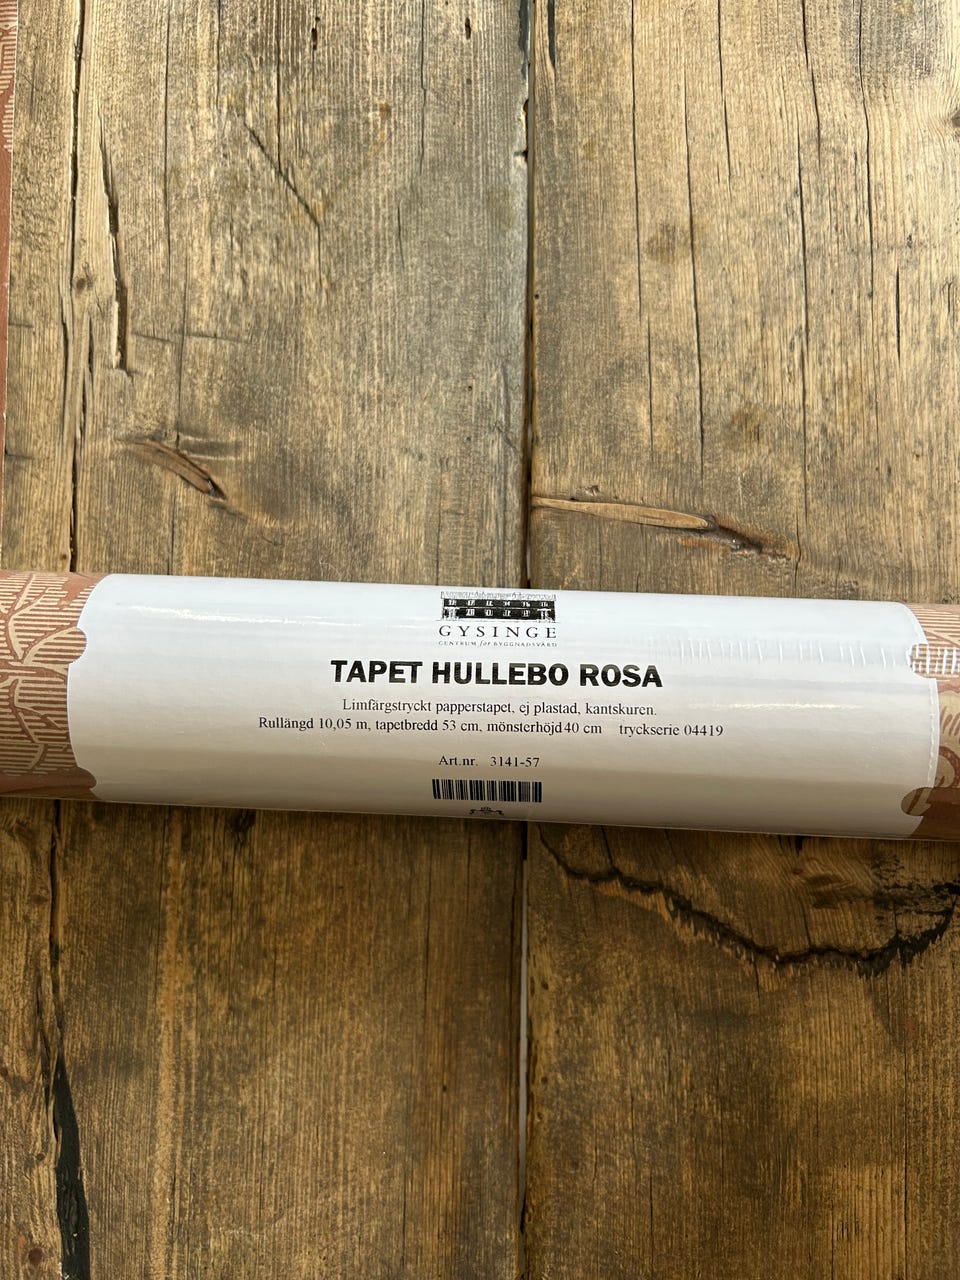 GYSINGE
CENTRUM för BYGGNADSVÅRD
TAPET HULLEBO ROSA
Limfärgstryckt papperstapet, ej plastad, kantskuren.
Rullängd 10,05 m, tapetbredd 53 cm, mönsterhöjd 40 cm tryckserie 04419
Art.nr. 3141-57